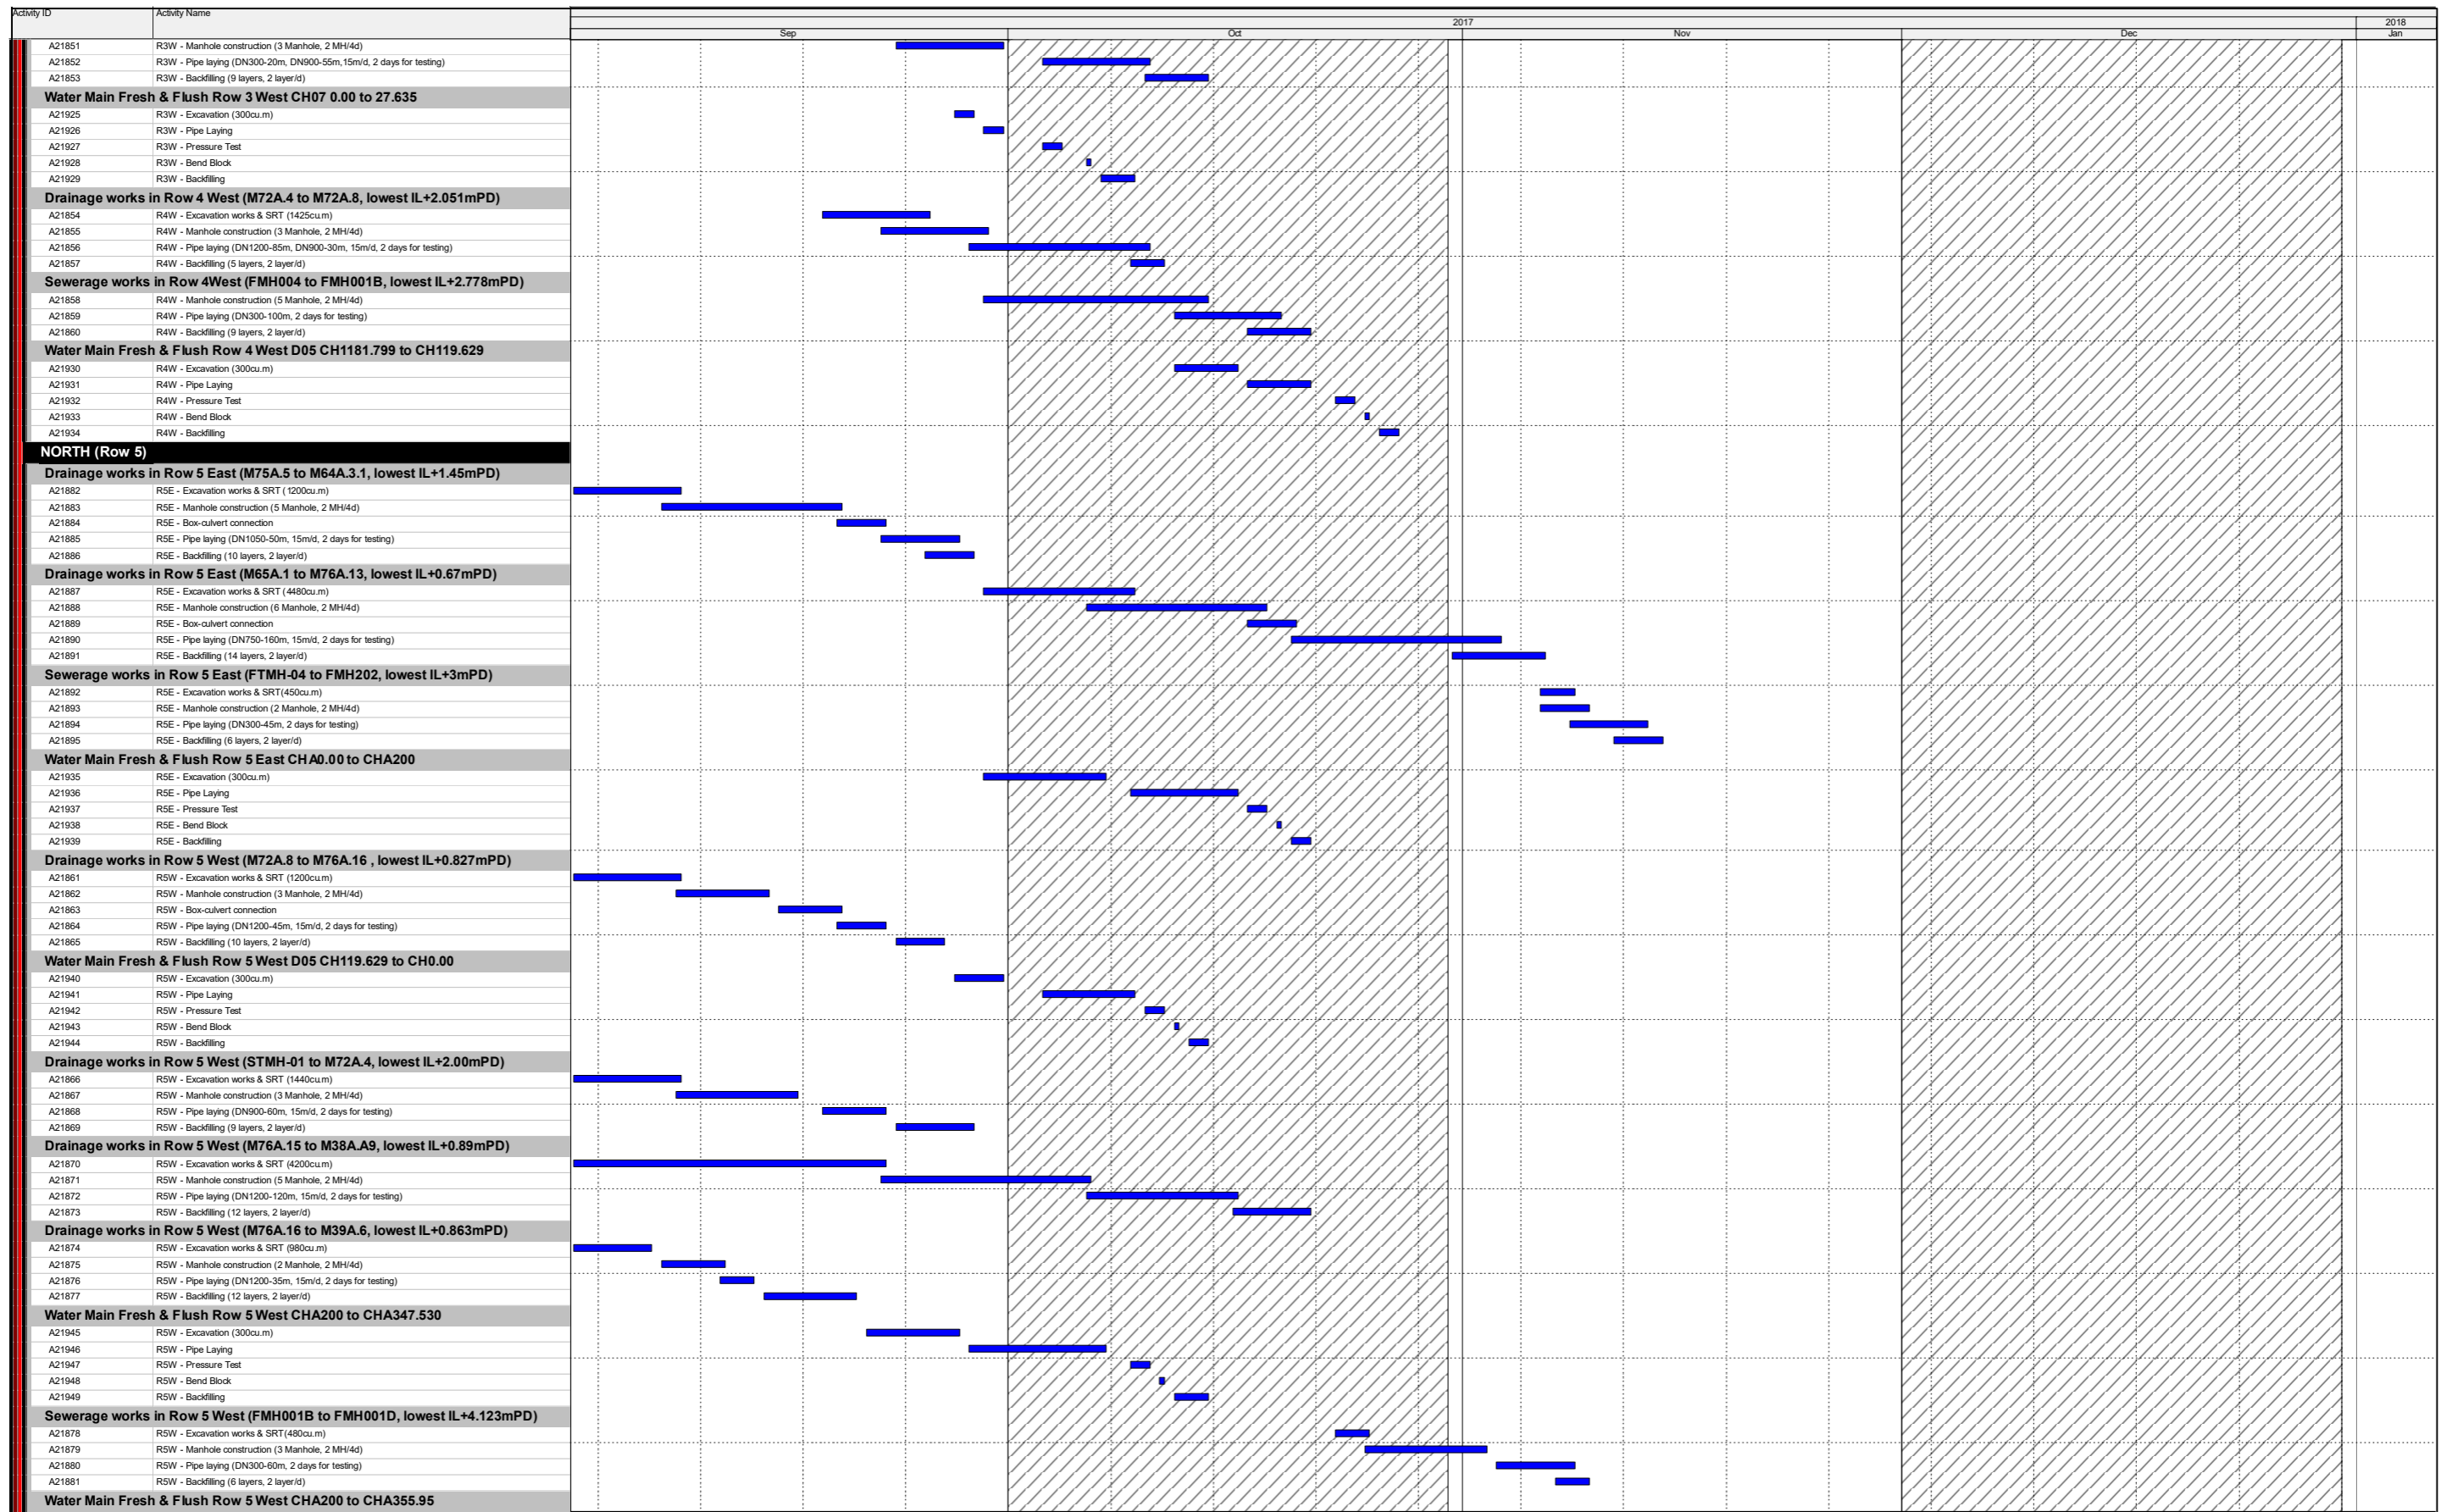 Activity ID Activity Name
2017 2018
Sep Oct Nov Dec Jan
A21851 R3W - Manhole construction (3 Manhole, 2 MH/4d)
A21852 R3W - Pipe laying (DN300-20m, DN900-55m,15m/d, 2 days for testing)
A21853 R3W - Backfilling (9 layers, 2 layer/d)
Water Main Fresh & Flush Row 3 West CH07 0.00 to 27.635
A21925 R3W - Excavation (300cu.m)
A21926 R3W - Pipe Laying
A21927 R3W - Pressure Test
A21928 R3W - Bend Block
A21929 R3W - Backfilling
Drainage works in Row 4 West (M72A.4 to M72A.8, lowest IL+2.051mPD)
A21854 R4W - Excavation works & SRT (1425cu.m)
A21855 R4W - Manhole construction (3 Manhole, 2 MH/4d)
A21856 R4W - Pipe laying (DN1200-85m, DN900-30m, 15m/d, 2 days for testing)
A21857 R4W - Backfilling (5 layers, 2 layer/d)
Sewerage works in Row 4West (FMH004 to FMH001B, lowest IL+2.778mPD)
A21858 R4W - Manhole construction (5 Manhole, 2 MH/4d)
A21859 R4W - Pipe laying (DN300-100m, 2 days for testing)
A21860 R4W - Backfilling (9 layers, 2 layer/d)
Water Main Fresh & Flush Row 4 West D05 CH1181.799 to CH119.629
A21930 R4W - Excavation (300cu.m)
A21931 R4W - Pipe Laying
A21932 R4W - Pressure Test
A21933 R4W - Bend Block
A21934 R4W - Backfilling
NORTH (Row 5)
Drainage works in Row 5 East (M75A.5 to M64A.3.1, lowest IL+1.45mPD)
A21882 R5E - Excavation works & SRT (1200cu.m)
A21883 R5E - Manhole construction (5 Manhole, 2 MH/4d)
A21884 R5E - Box-culvert connection
A21885 R5E - Pipe laying (DN1050-50m, 15m/d, 2 days for testing)
A21886 R5E - Backfilling (10 layers, 2 layer/d)
Drainage works in Row 5 East (M65A.1 to M76A.13, lowest IL+0.67mPD)
A21887 R5E - Excavation works & SRT (4480cu.m)
A21888 R5E - Manhole construction (6 Manhole, 2 MH/4d)
A21889 R5E - Box-culvert connection
A21890 R5E - Pipe laying (DN750-160m, 15m/d, 2 days for testing)
A21891 R5E - Backfilling (14 layers, 2 layer/d)
Sewerage works in Row 5 East (FTMH-04 to FMH202, lowest IL+3mPD)
A21892 R5E - Excavation works & SRT(450cu.m)
A21893 R5E - Manhole construction (2 Manhole, 2 MH/4d)
A21894 R5E - Pipe laying (DN300-45m, 2 days for testing)
A21895 R5E - Backfilling (6 layers, 2 layer/d)
Water Main Fresh & Flush Row 5 East CHA0.00 to CHA200
A21935 R5E - Excavation (300cu.m)
A21936 R5E - Pipe Laying
A21937 R5E - Pressure Test
A21938 R5E - Bend Block
A21939 R5E - Backfilling
Drainage works in Row 5 West (M72A.8 to M76A.16 , lowest IL+0.827mPD)
A21861 R5W - Excavation works & SRT (1200cu.m)
A21862 R5W - Manhole construction (3 Manhole, 2 MH/4d)
A21863 R5W - Box-culvert connection
A21864 R5W - Pipe laying (DN1200-45m, 15m/d, 2 days for testing)
A21865 R5W - Backfilling (10 layers, 2 layer/d)
Water Main Fresh & Flush Row 5 West D05 CH119.629 to CH0.00
A21940 R5W - Excavation (300cu.m)
A21941 R5W - Pipe Laying
A21942 R5W - Pressure Test
A21943 R5W - Bend Block
A21944 R5W - Backfilling
Drainage works in Row 5 West (STMH-01 to M72A.4, lowest IL+2.00mPD)
A21866 R5W - Excavation works & SRT (1440cu.m)
A21867 R5W - Manhole construction (3 Manhole, 2 MH/4d)
A21868 R5W - Pipe laying (DN900-60m, 15m/d, 2 days for testing)
A21869 R5W - Backfilling (9 layers, 2 layer/d)
Drainage works in Row 5 West (M76A.15 to M38A.A9, lowest IL+0.89mPD)
A21870 R5W - Excavation works & SRT (4200cu.m)
A21871 R5W - Manhole construction (5 Manhole, 2 MH/4d)
A21872 R5W - Pipe laying (DN1200-120m, 15m/d, 2 days for testing)
A21873 R5W - Backfilling (12 layers, 2 layer/d)
Drainage works in Row 5 West (M76A.16 to M39A.6, lowest IL+0.863mPD)
A21874 R5W - Excavation works & SRT (980cu.m)
A21875 R5W - Manhole construction (2 Manhole, 2 MH/4d)
A21876 R5W - Pipe laying (DN1200-35m, 15m/d, 2 days for testing)
A21877 R5W - Backfilling (12 layers, 2 layer/d)
Water Main Fresh & Flush Row 5 West CHA200 to CHA347.530
A21945 R5W - Excavation (300cu.m)
A21946 R5W - Pipe Laying
A21947 R5W - Pressure Test
A21948 R5W - Bend Block
A21949 R5W - Backfilling
Sewerage works in Row 5 West (FMH001B to FMH001D, lowest IL+4.123mPD)
A21878 R5W - Excavation works & SRT(480cu.m)
A21879 R5W - Manhole construction (3 Manhole, 2 MH/4d)
A21880 R5W - Pipe laying (DN300-60m, 2 days for testing)
A21881 R5W - Backfilling (6 layers, 2 layer/d)
Water Main Fresh & Flush Row 5 West CHA200 to CHA355.95